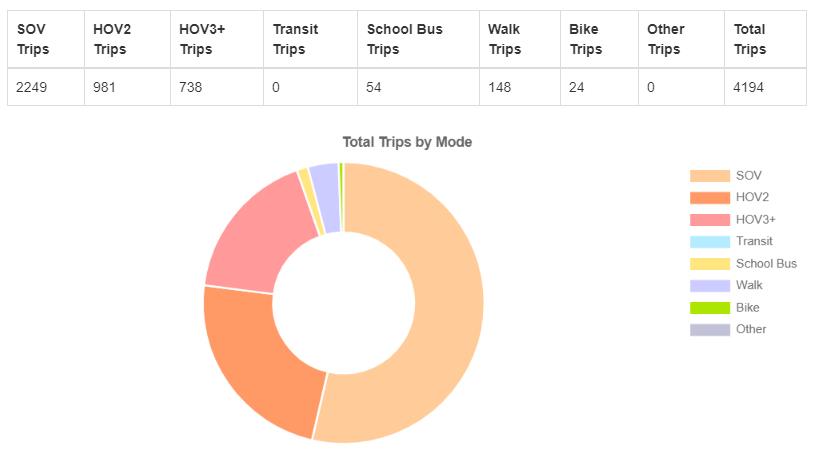 SOV Trips HOV2 Trips HOV3+ Trips Transit Trips School Bus Trips Walk Trips Bike Trips Other Trips Total Trips
2249 981 738 0 54 148 24 0 4194
Total Trips by Mode
SOV
HOV2
HOV3+
Transit
School Bus
Walk
Bike
Other